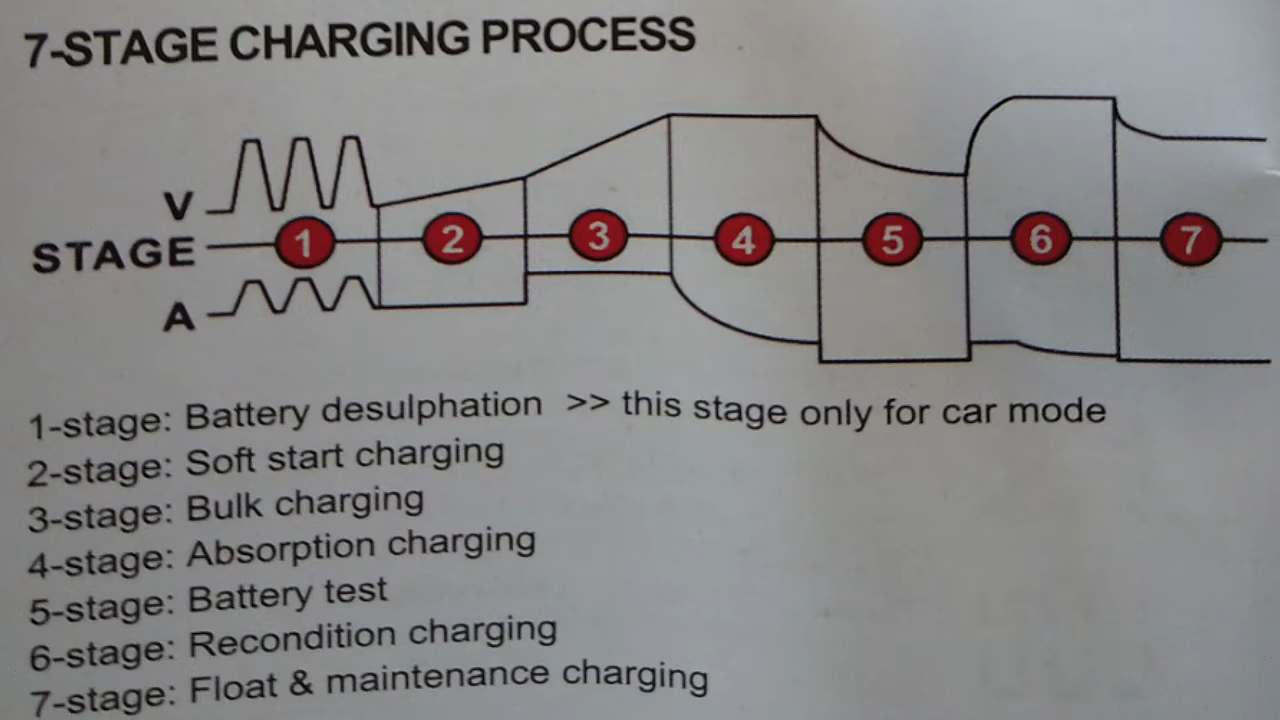 7-STAGE CHARGING PROCESS
V
STAGE 1 2 3 4 5 6 7
A
1-stage: Battery desulphation >> this stage only for car mode
2-stage: Soft start charging
3-stage: Bulk charging
4-stage: Absorption charging
5-stage: Battery test
6-stage: Recondition charging
7-stage: Float & maintenance charging